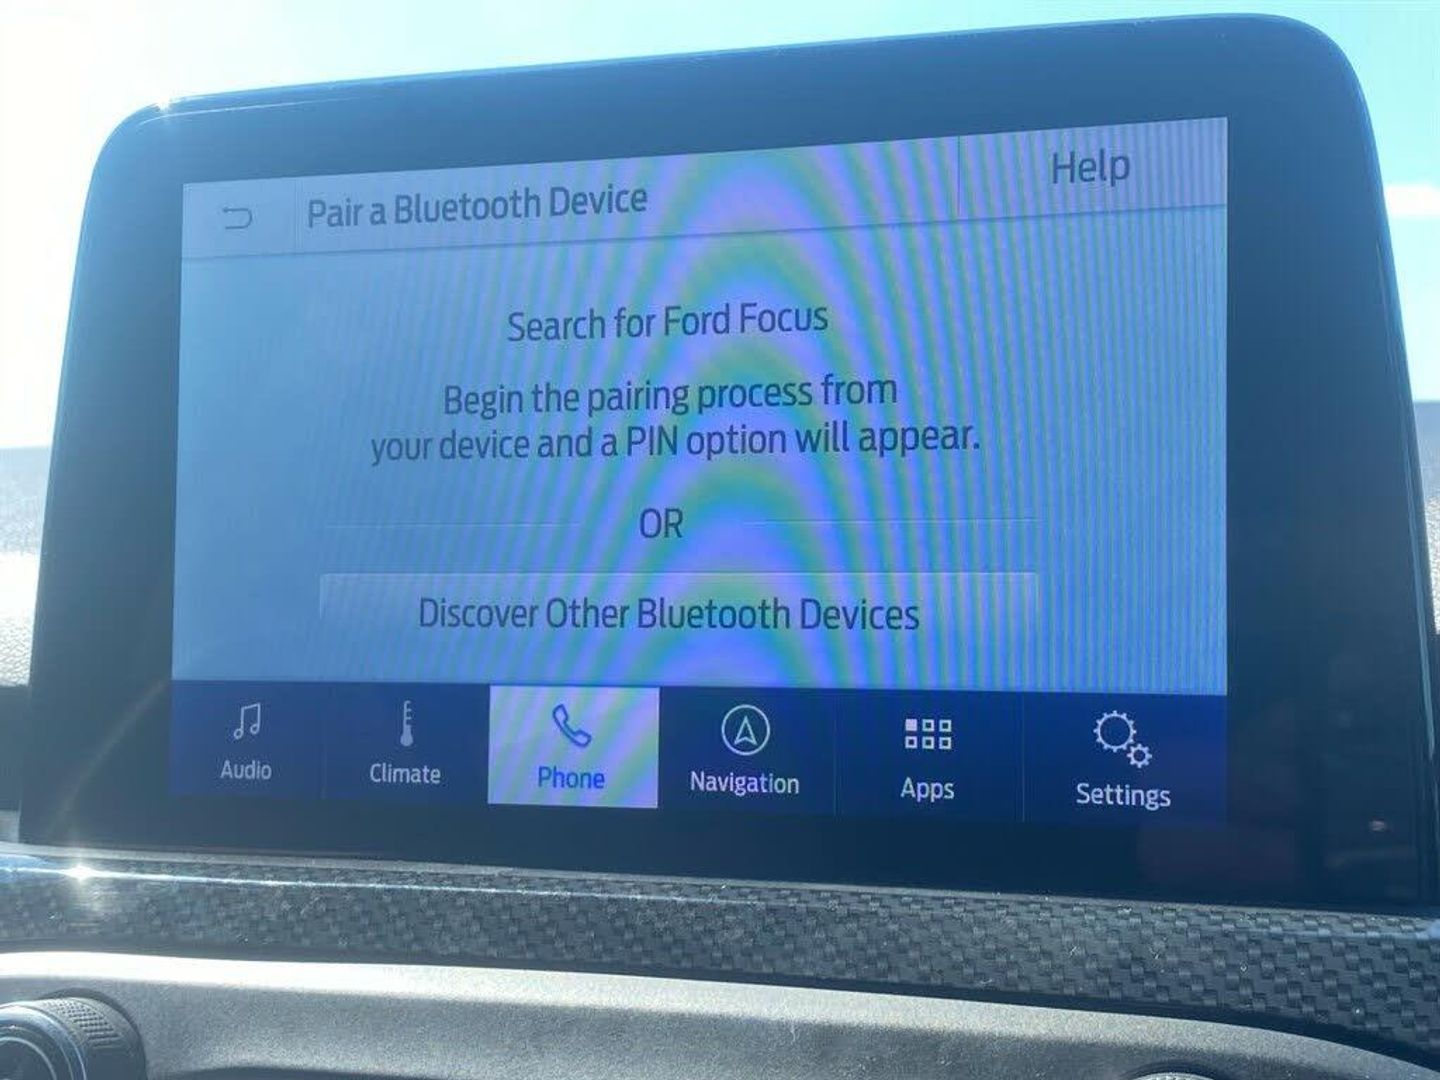 Pair a Bluetooth Device
Help
Search for Ford Focus
Begin the pairing process from
your device and a PIN option will appear.
OR
Discover Other Bluetooth Devices
Audio
Climate
Phone
Navigation
Apps
Settings